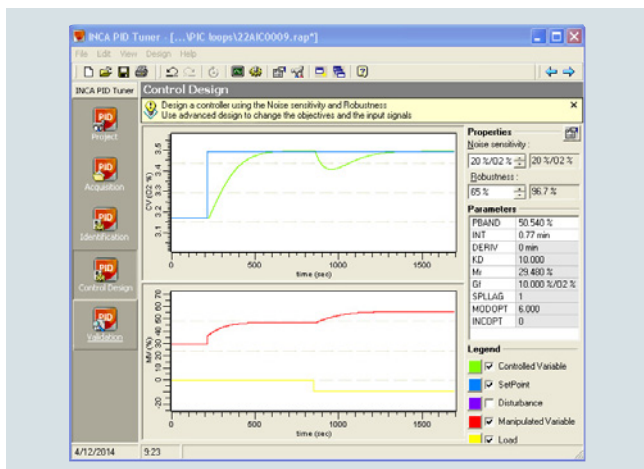 INCA PID Tuner - [...\PIC loops\22AIC0009.rap*]
File Edit View Design Help
INCA PID Tuner
Control Design
Design a controller using the Noise sensitivity and Robustness
Use advanced design to change the objectives and the input signals
PID
Project
PID
Acquisition
PID
Identification
PID
Control Design
PID
Validation
CV (O2 %)
3.5
3.4
3.3
3.2
3.1
0 500 1000 1500
time (sec)
MV (%)
70
60
50
40
30
20
10
0
-20
0 500 1000 1500
time (sec)
Properties
Noise sensitivity :
20 %/O2 % 20 %/O2 %
Robustness :
65 % 96.7 %
Parameters
PBAND 50.540 %
INT 0.77 min
DERIV 0 min
KD 10.000
Mr 29.480 %
Gf 10.000 %/O2 %
SPLLAG 1
MODOPT 6.000
INCOPT 0
Legend
Controlled Variable
SetPoint
Disturbance
Manipulated Variable
Load
4/12/2014 9:23